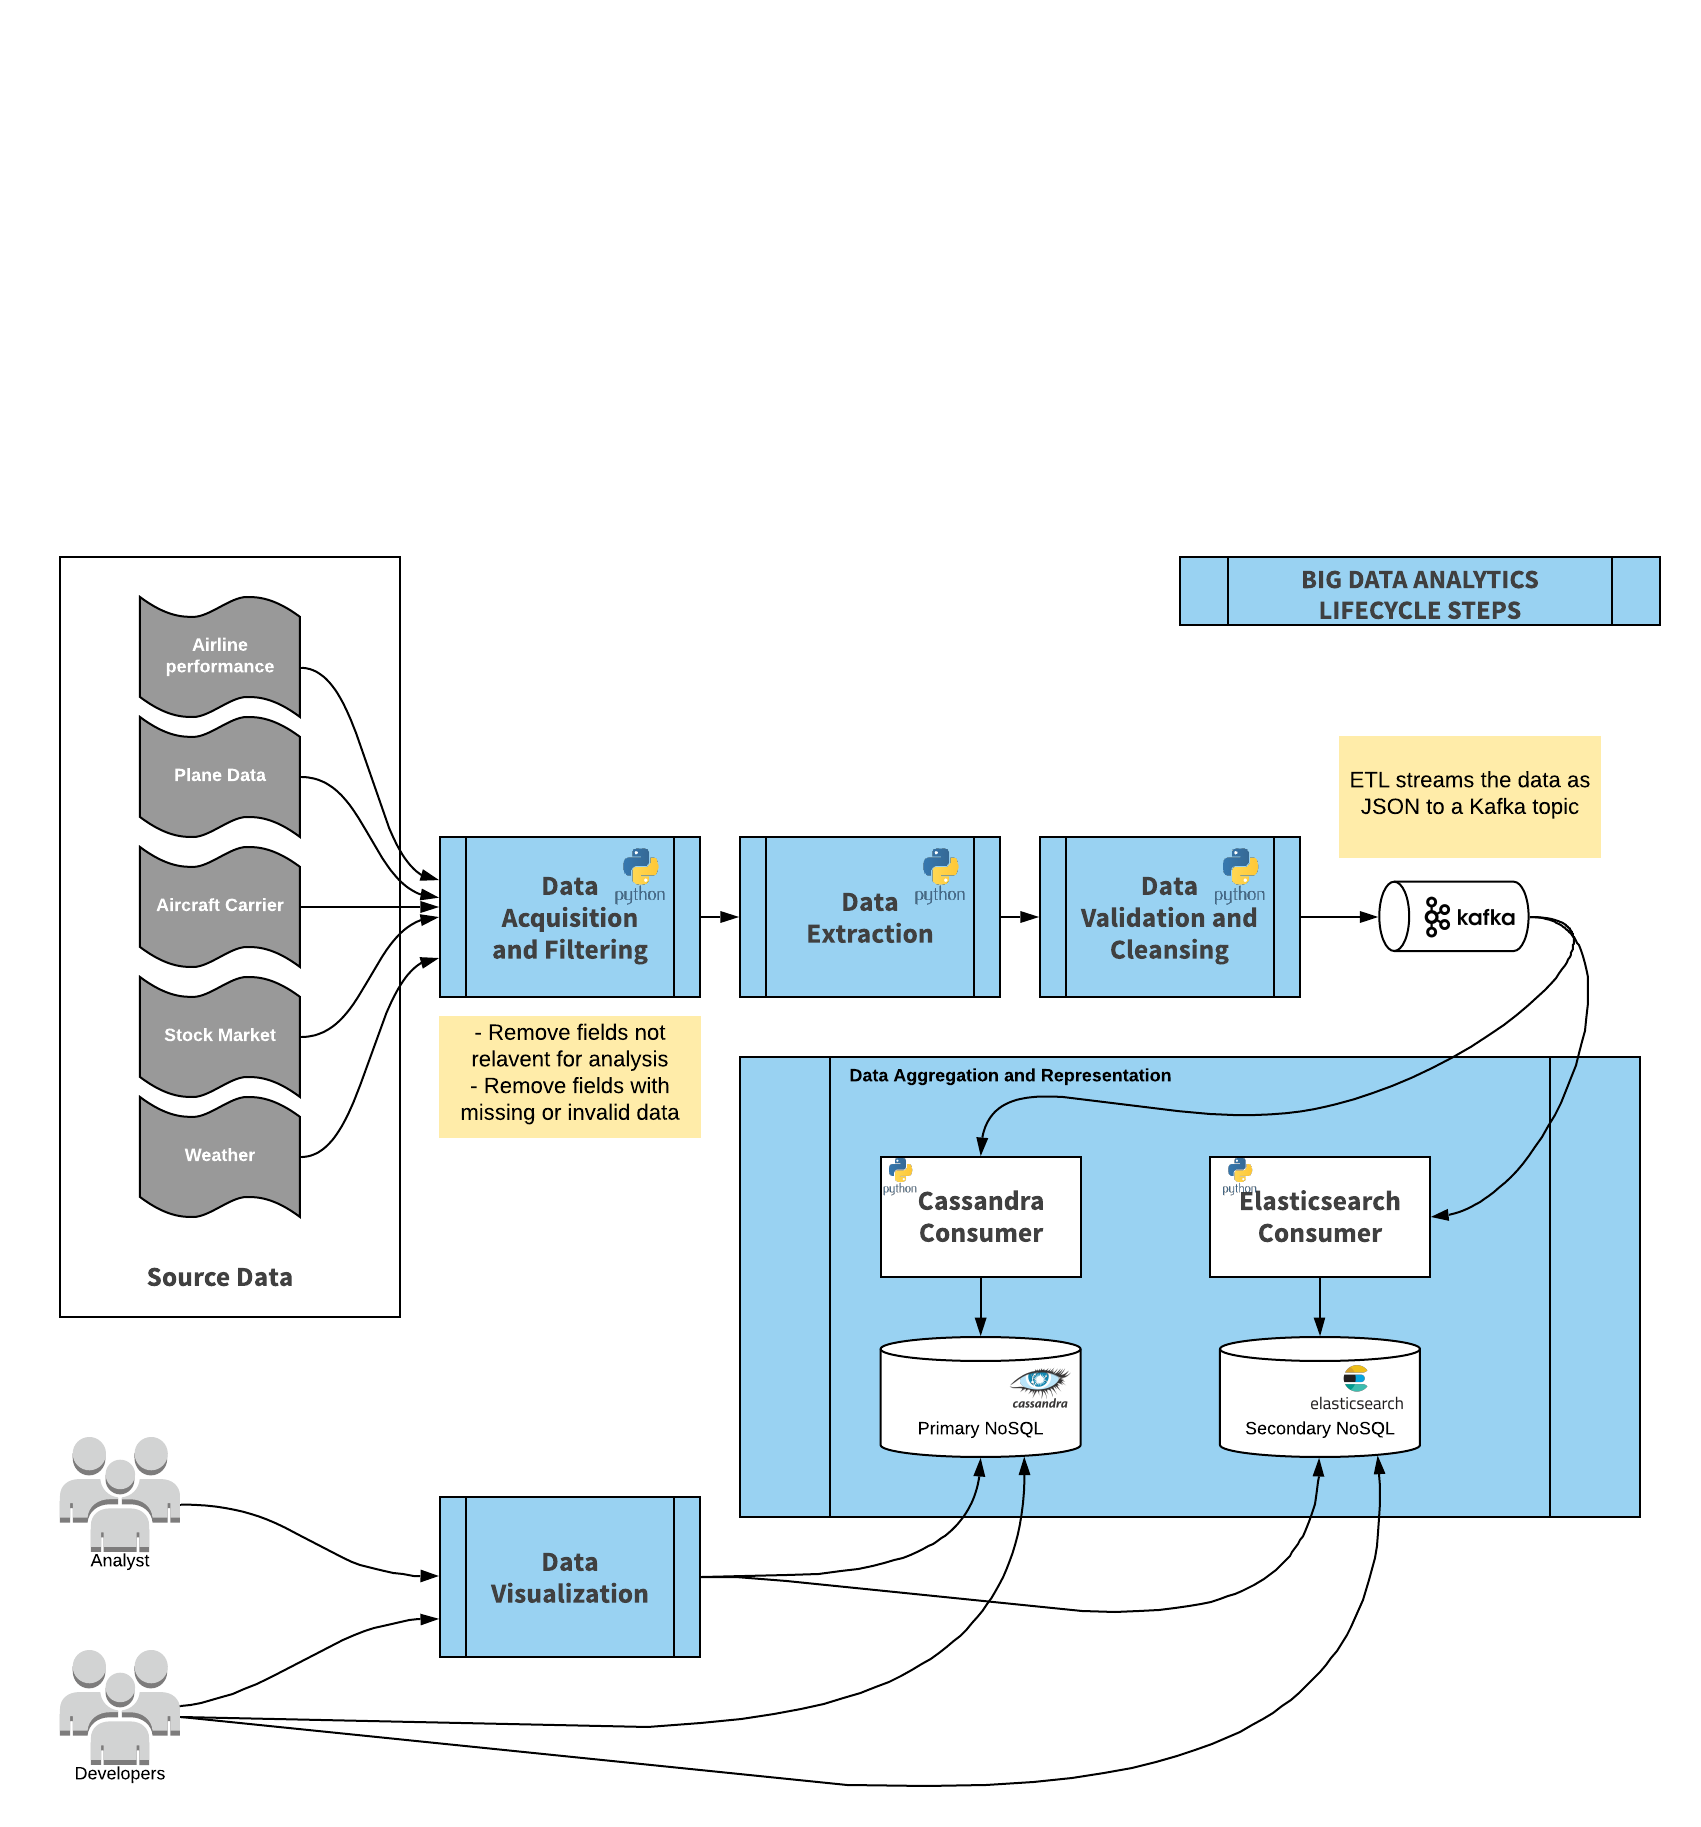 BIG DATA ANALYTICS
LIFECYCLE STEPS
Airline
performance
Plane Data
Aircraft Carrier
Stock Market
Weather
Source Data
python
Data
Acquisition
and Filtering
- Remove fields not
relavent for analysis
- Remove fields with
missing or invalid data
python
Data
Extraction
python
Data
Validation and
Cleansing
ETL streams the data as
JSON to a Kafka topic
kafka
Data Aggregation and Representation
python
Cassandra
Consumer
python
Elasticsearch
Consumer
cassandra
Primary NoSQL
elasticsearch
Secondary NoSQL
Analyst
Data
Visualization
Developers